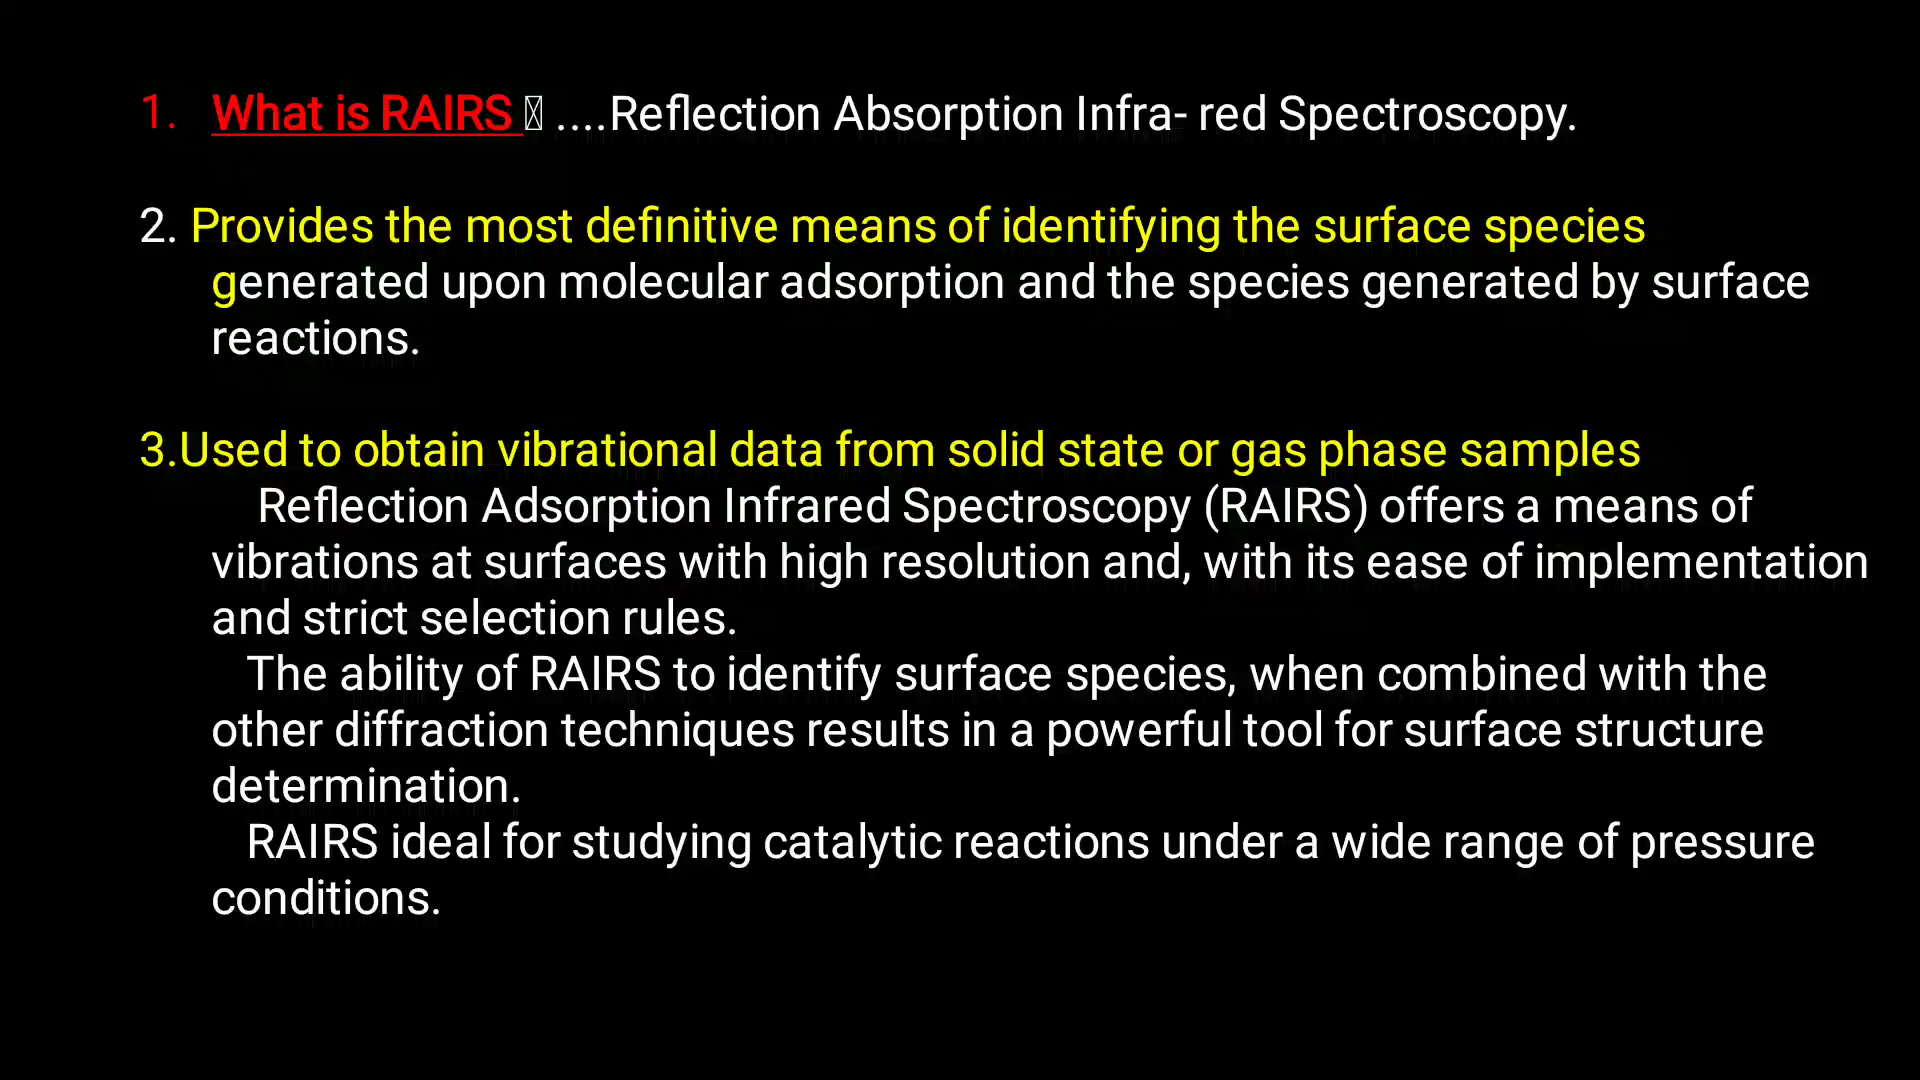 1. What is RAIRS ....Reflection Absorption Infra- red Spectroscopy.
2. Provides the most definitive means of identifying the surface species
generated upon molecular adsorption and the species generated by surface
reactions.
3.Used to obtain vibrational data from solid state or gas phase samples
Reflection Adsorption Infrared Spectroscopy (RAIRS) offers a means of
vibrations at surfaces with high resolution and, with its ease of implementation
and strict selection rules.
The ability of RAIRS to identify surface species, when combined with the
other diffraction techniques results in a powerful tool for surface structure
determination.
RAIRS ideal for studying catalytic reactions under a wide range of pressure
conditions.